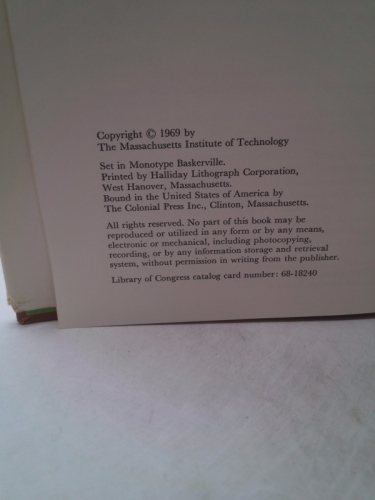 Copyright © 1969 by
The Massachusetts Institute of Technology
Set in Monotype Baskerville.
Printed by Halliday Lithograph Corporation,
West Hanover, Massachusetts.
Bound in the United States of America by
The Colonial Press Inc., Clinton, Massachusetts.
All rights reserved. No part of this book may be
reproduced or utilized in any form or by any means,
electronic or mechanical, including photocopying,
recording, or by any information storage and retrieval
system, without permission in writing from the publisher.
Library of Congress catalog card number: 68-18240